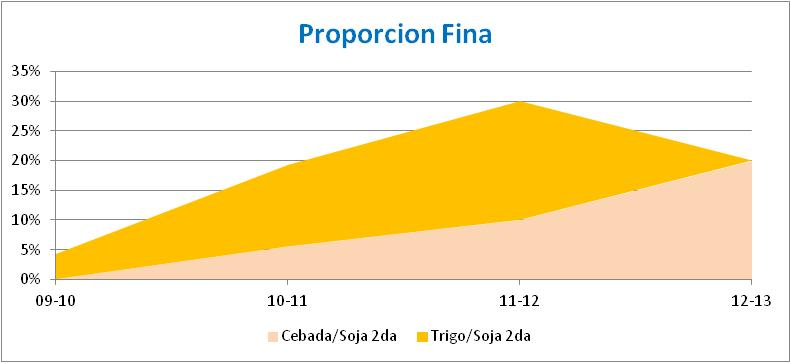 Proporcion Fina
35%
30%
25%
20%
15%
10%
5%
0%
09-10 10-11 11-12 12-13
Cebada/Soja 2da Trigo/Soja 2da